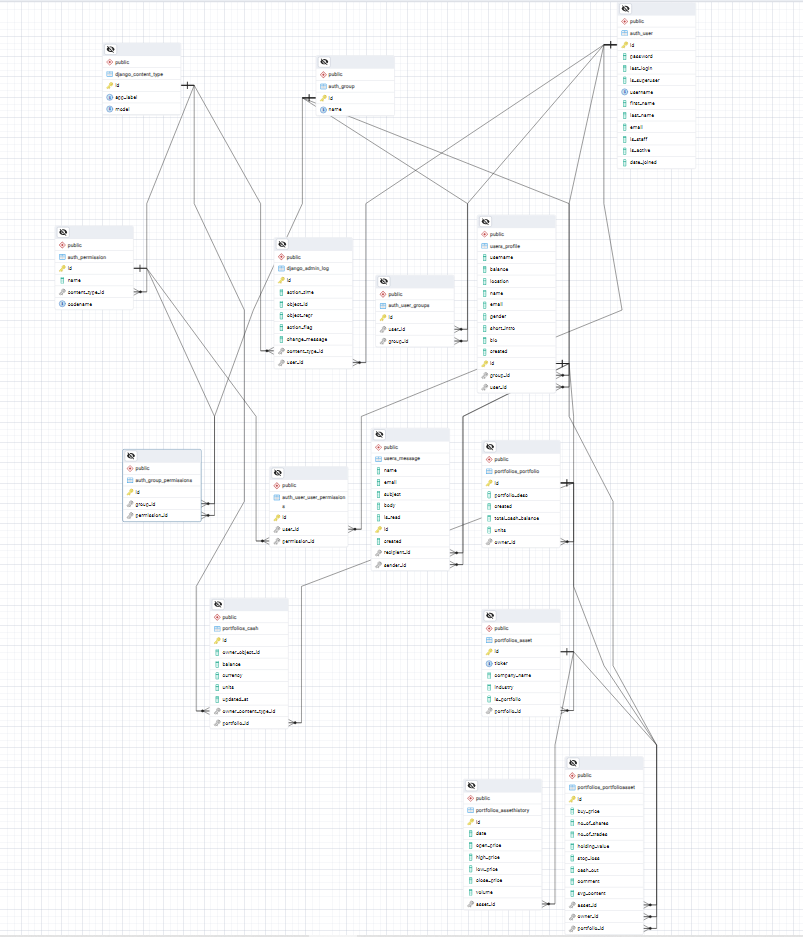 public
auth_user
id
password
last_login
is_superuser
username
first_name
last_name
email
is_staff
is_active
date_joined
public
django_content_type
id
app_label
model
public
auth_group
id
name
public
auth_permission
id
name
content_type_id
codename
public
django_admin_log
id
action_time
object_id
object_repr
action_flag
change_message
content_type_id
user_id
public
auth_user_groups
id
user_id
group_id
public
users_profile
username
balance
location
name
email
gender
short_intro
bio
created
id
group_id
user_id
public
auth_group_permissions
id
group_id
permission_id
public
auth_user_user_permission
s
id
user_id
permission_id
public
users_message
name
email
subject
body
is_read
id
created
recipient_id
sender_id
public
portfolios_portfolio
id
portfolio_desc
created
total_cash_balance
units
owner_id
public
portfolios_cash
id
owner_object_id
balance
currency
units
updated_at
owner_content_type_id
portfolio_id
public
portfolios_asset
id
ticker
company_name
industry
is_portfolio
portfolio_id
public
portfolios_assethistory
id
date
open_price
high_price
low_price
close_price
volume
asset_id
public
portfolios_portfolioasset
id
buy_price
no_of_shares
no_of_trades
holding_value
stop_loss
cash_out
comment
svg_content
asset_id
owner_id
portfolio_id